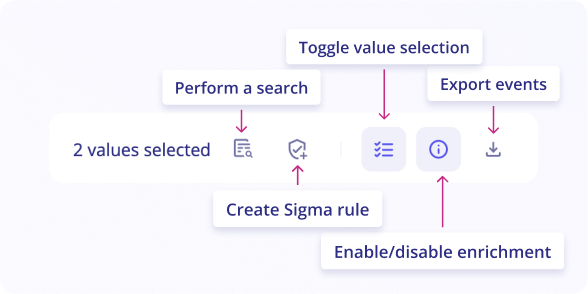 Toggle value selection
Perform a search
Export events
2 values selected
Create Sigma rule
Enable/disable enrichment